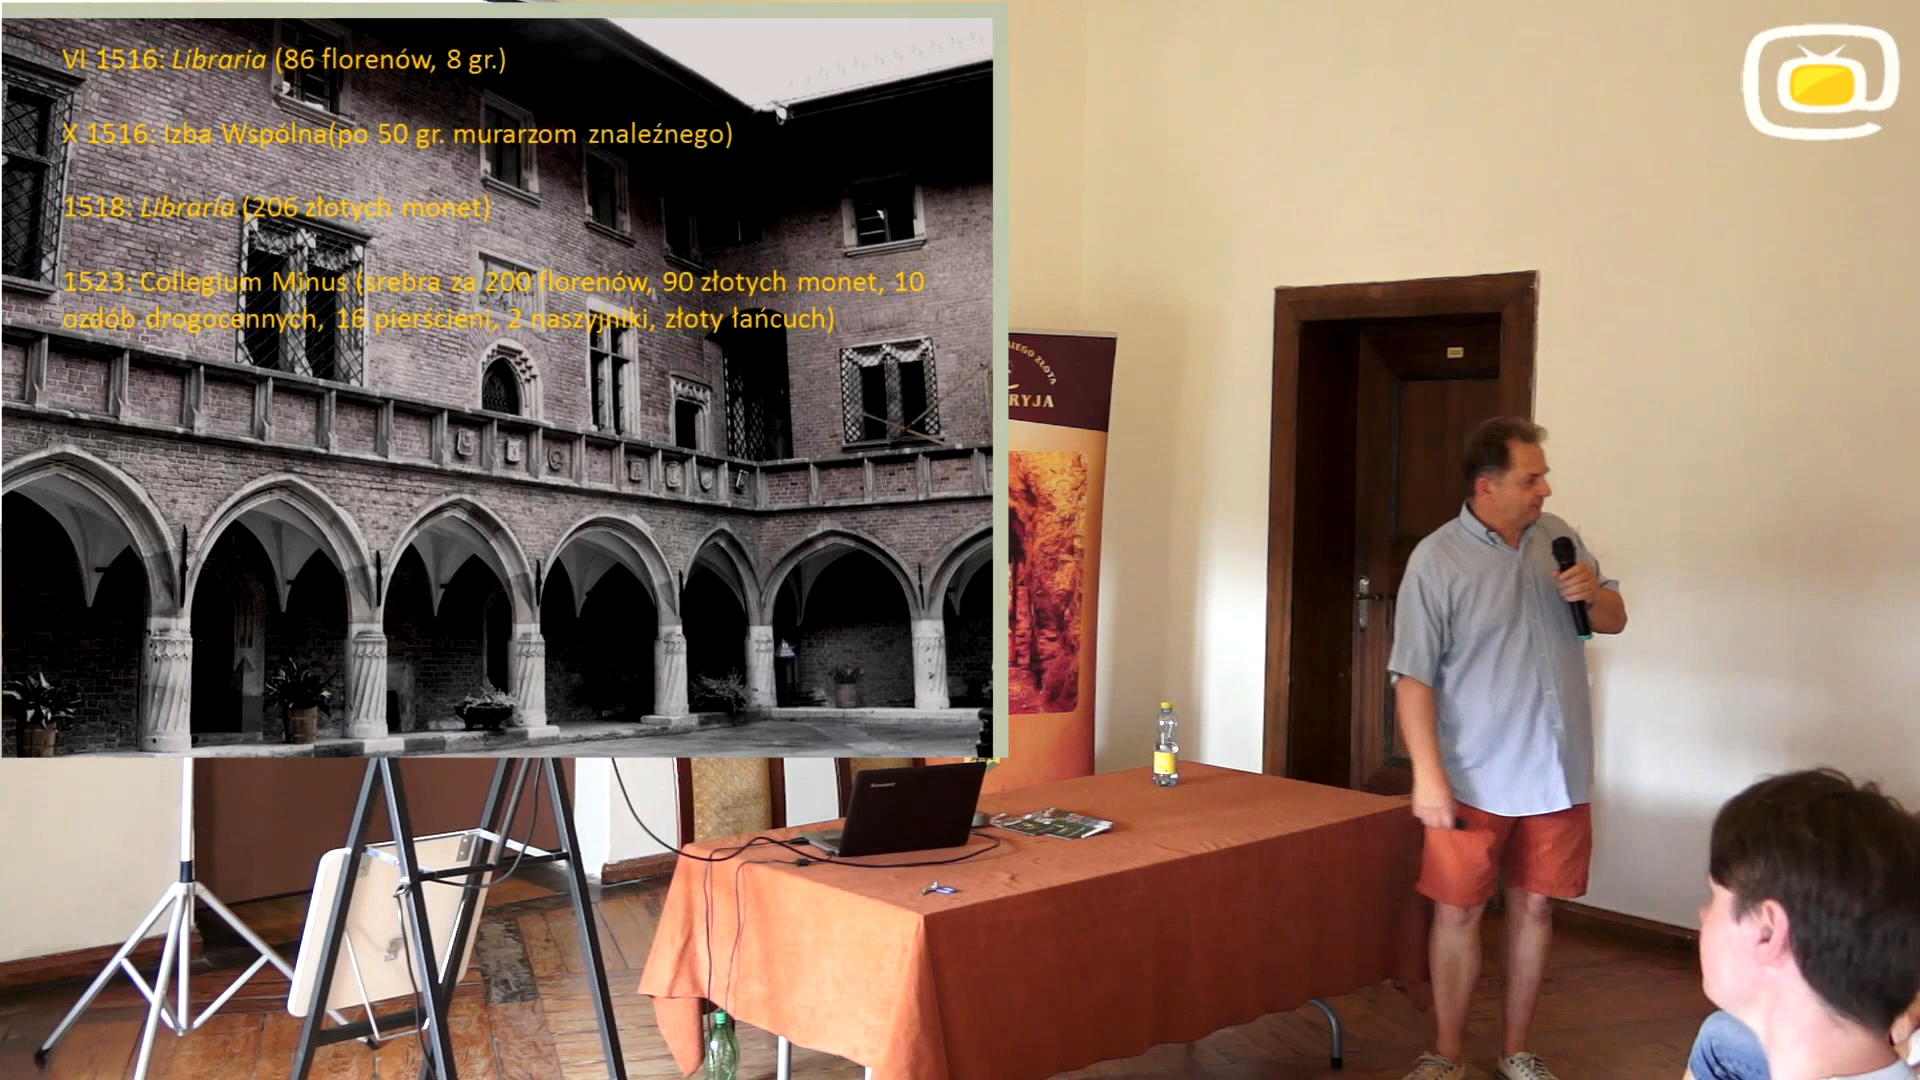 VI 1516: Libraria (86 florenów, 8 gr.)
X 1516: Izba Wspólna(po 50 gr. murarzom znaleźnego)
1518: Libraria (206 złotych monet)
1523: Collegium Minus (srebra za 200 florenów, 90 złotych monet, 10
ozdób drogocennych, 16 pierścieni, 2 naszyjniki, złoty łańcuch)
ZŁOTA
RYJA